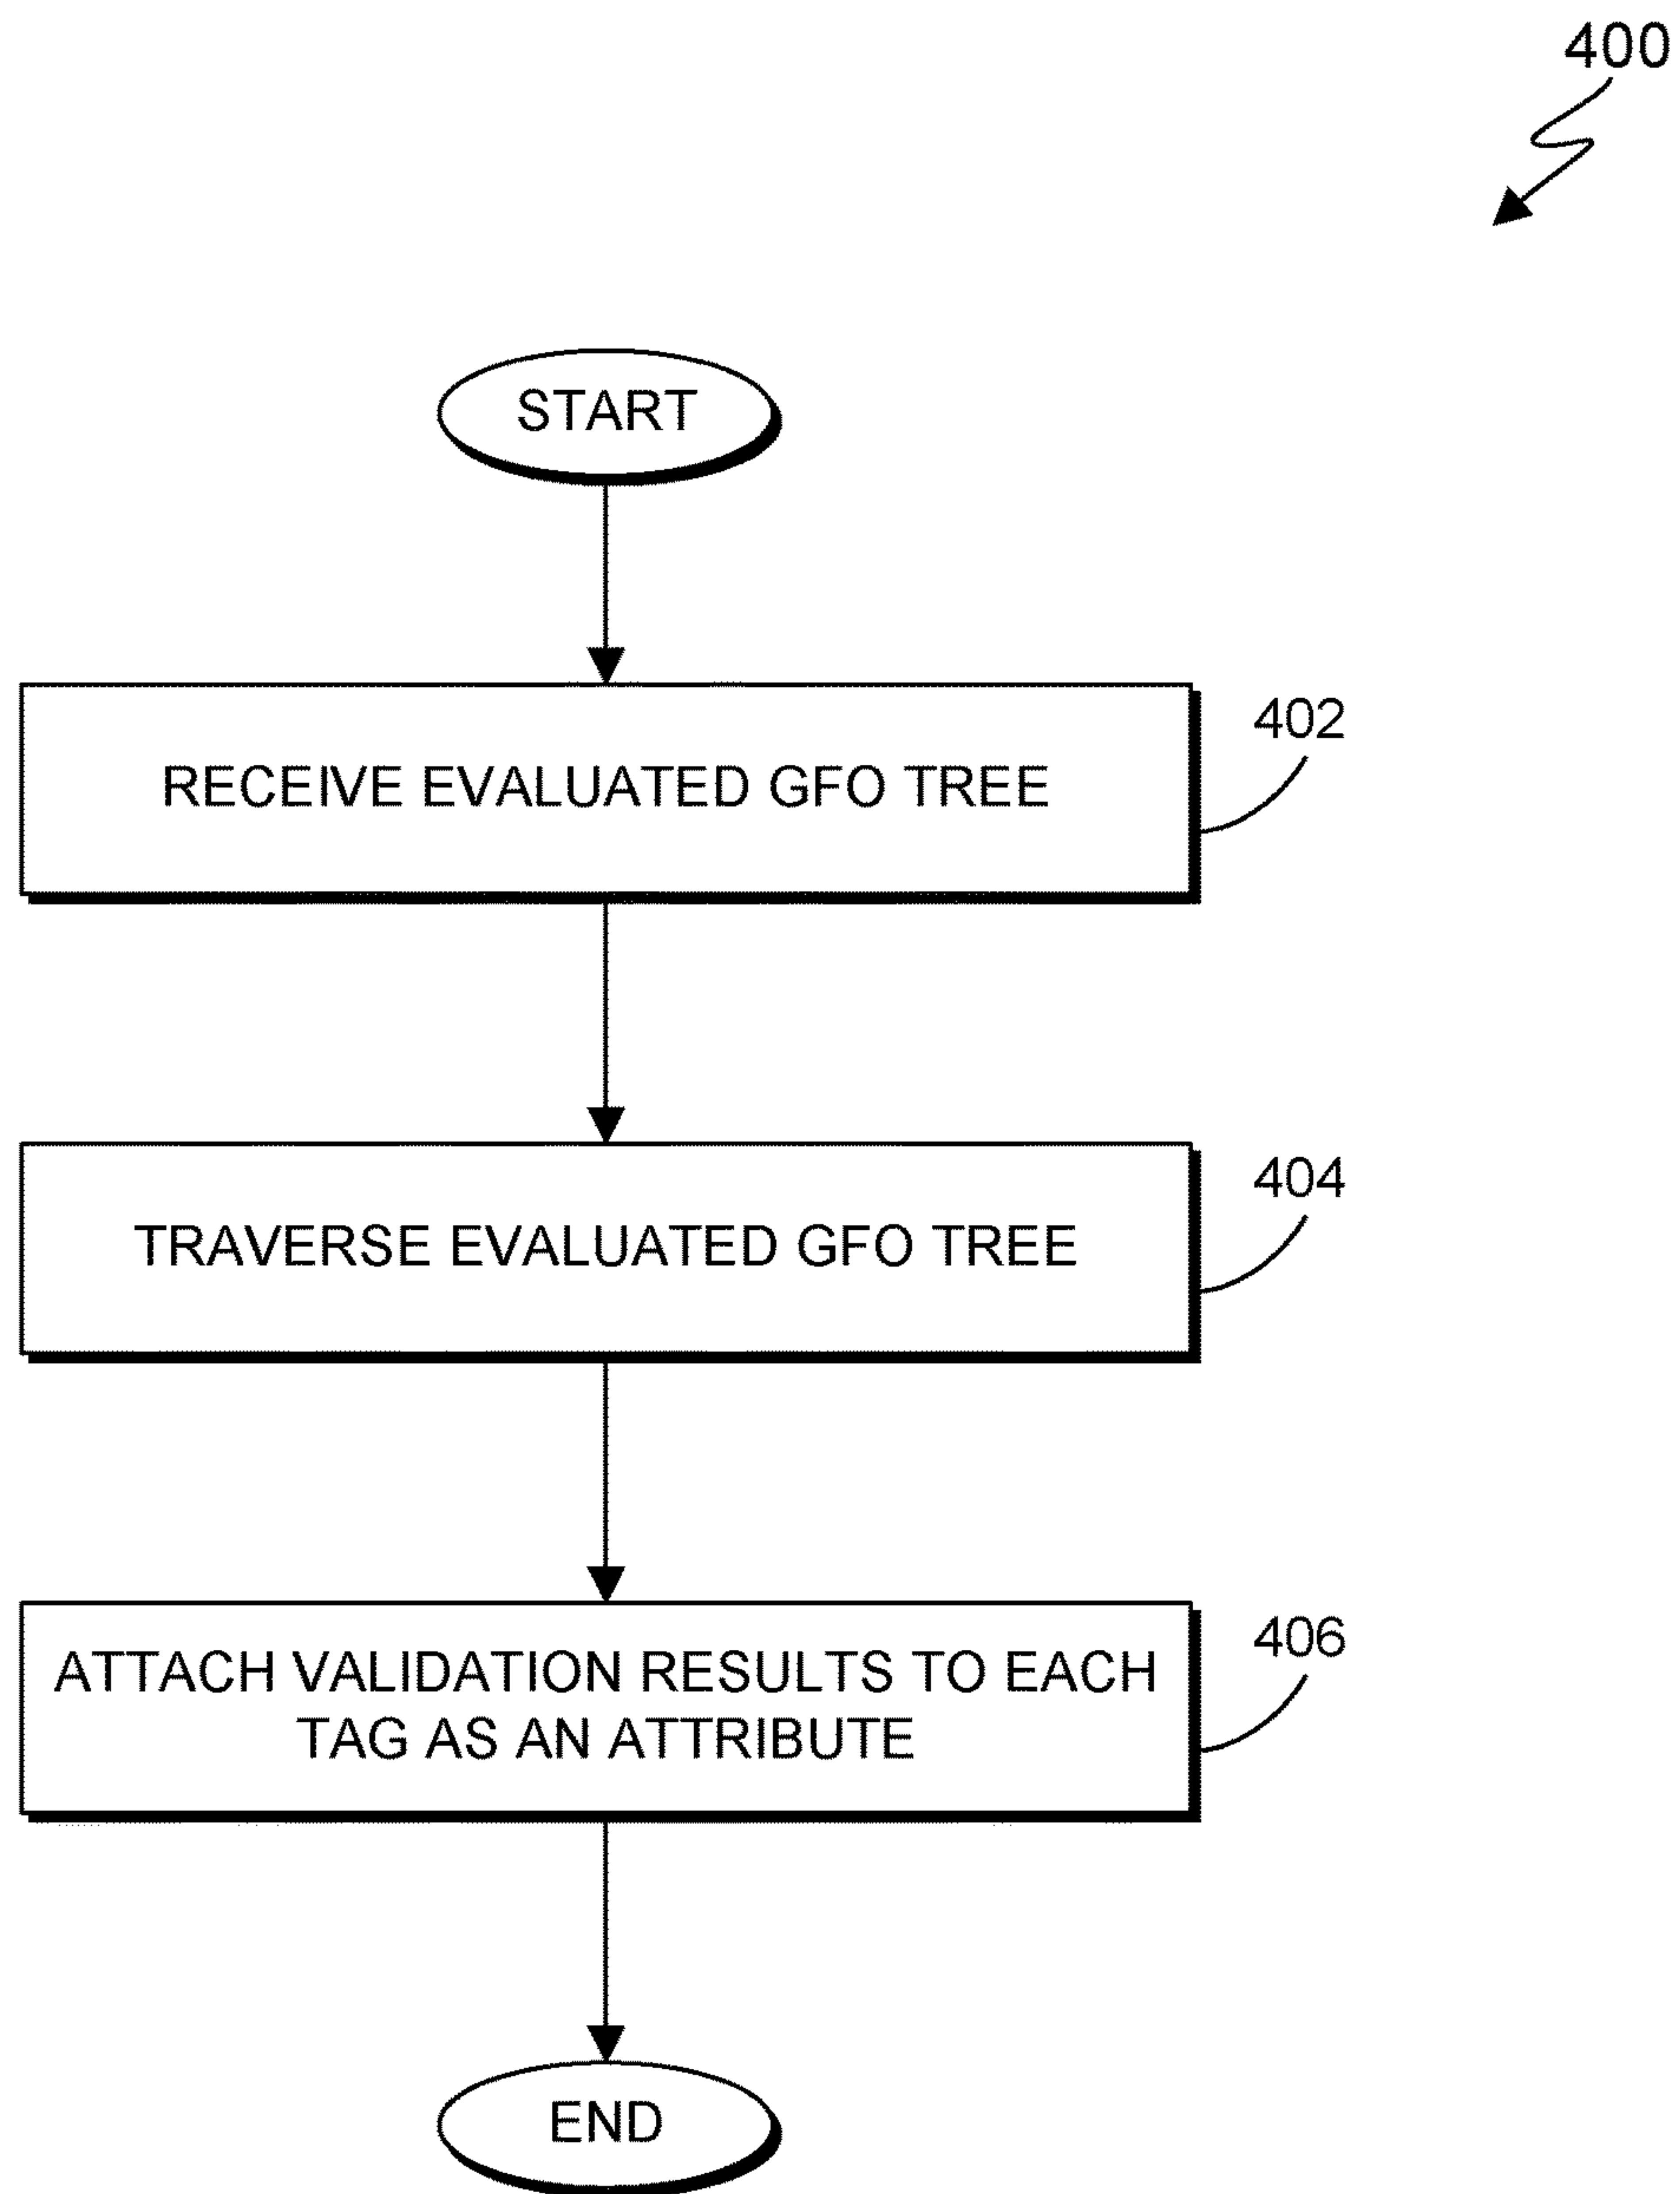 400
START
RECEIVE EVALUATED GFO TREE
402
TRAVERSE EVALUATED GFO TREE
404
ATTACH VALIDATION RESULTS TO EACH
TAG AS AN ATTRIBUTE
406
END